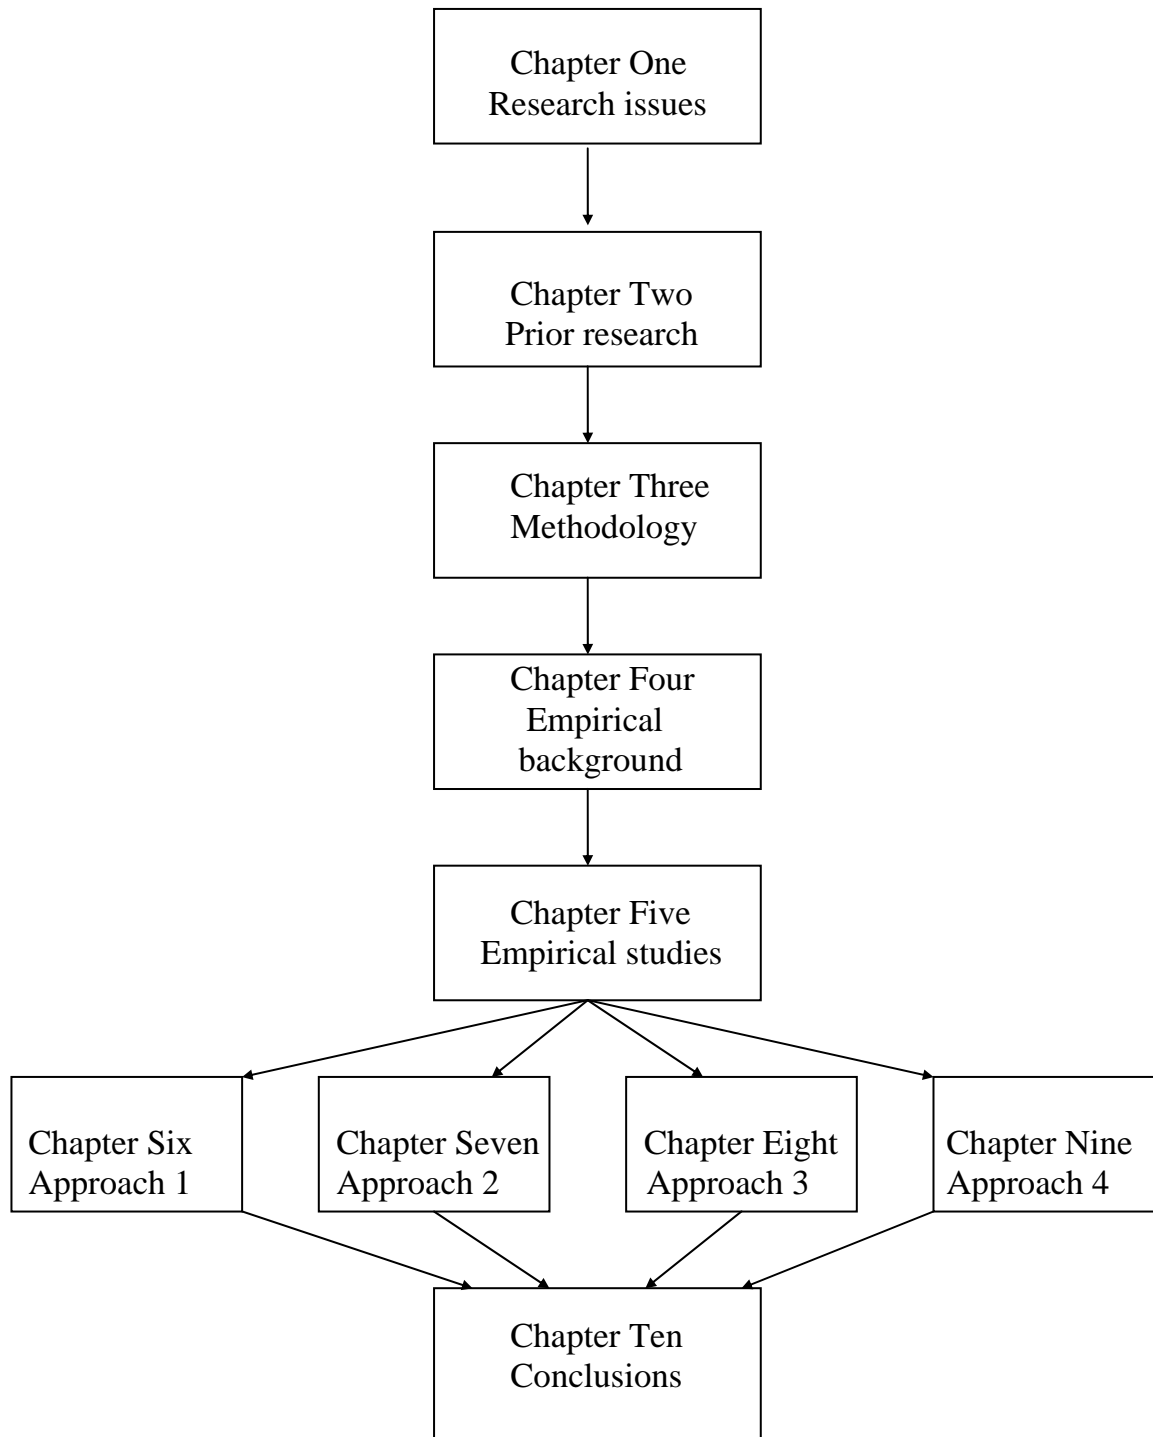 Chapter One
Research issues
Chapter Two
Prior research
Chapter Three
Methodology
Chapter Four
Empirical
background
Chapter Five
Empirical studies
Chapter Six
Approach 1
Chapter Seven
Approach 2
Chapter Eight
Approach 3
Chapter Nine
Approach 4
Chapter Ten
Conclusions